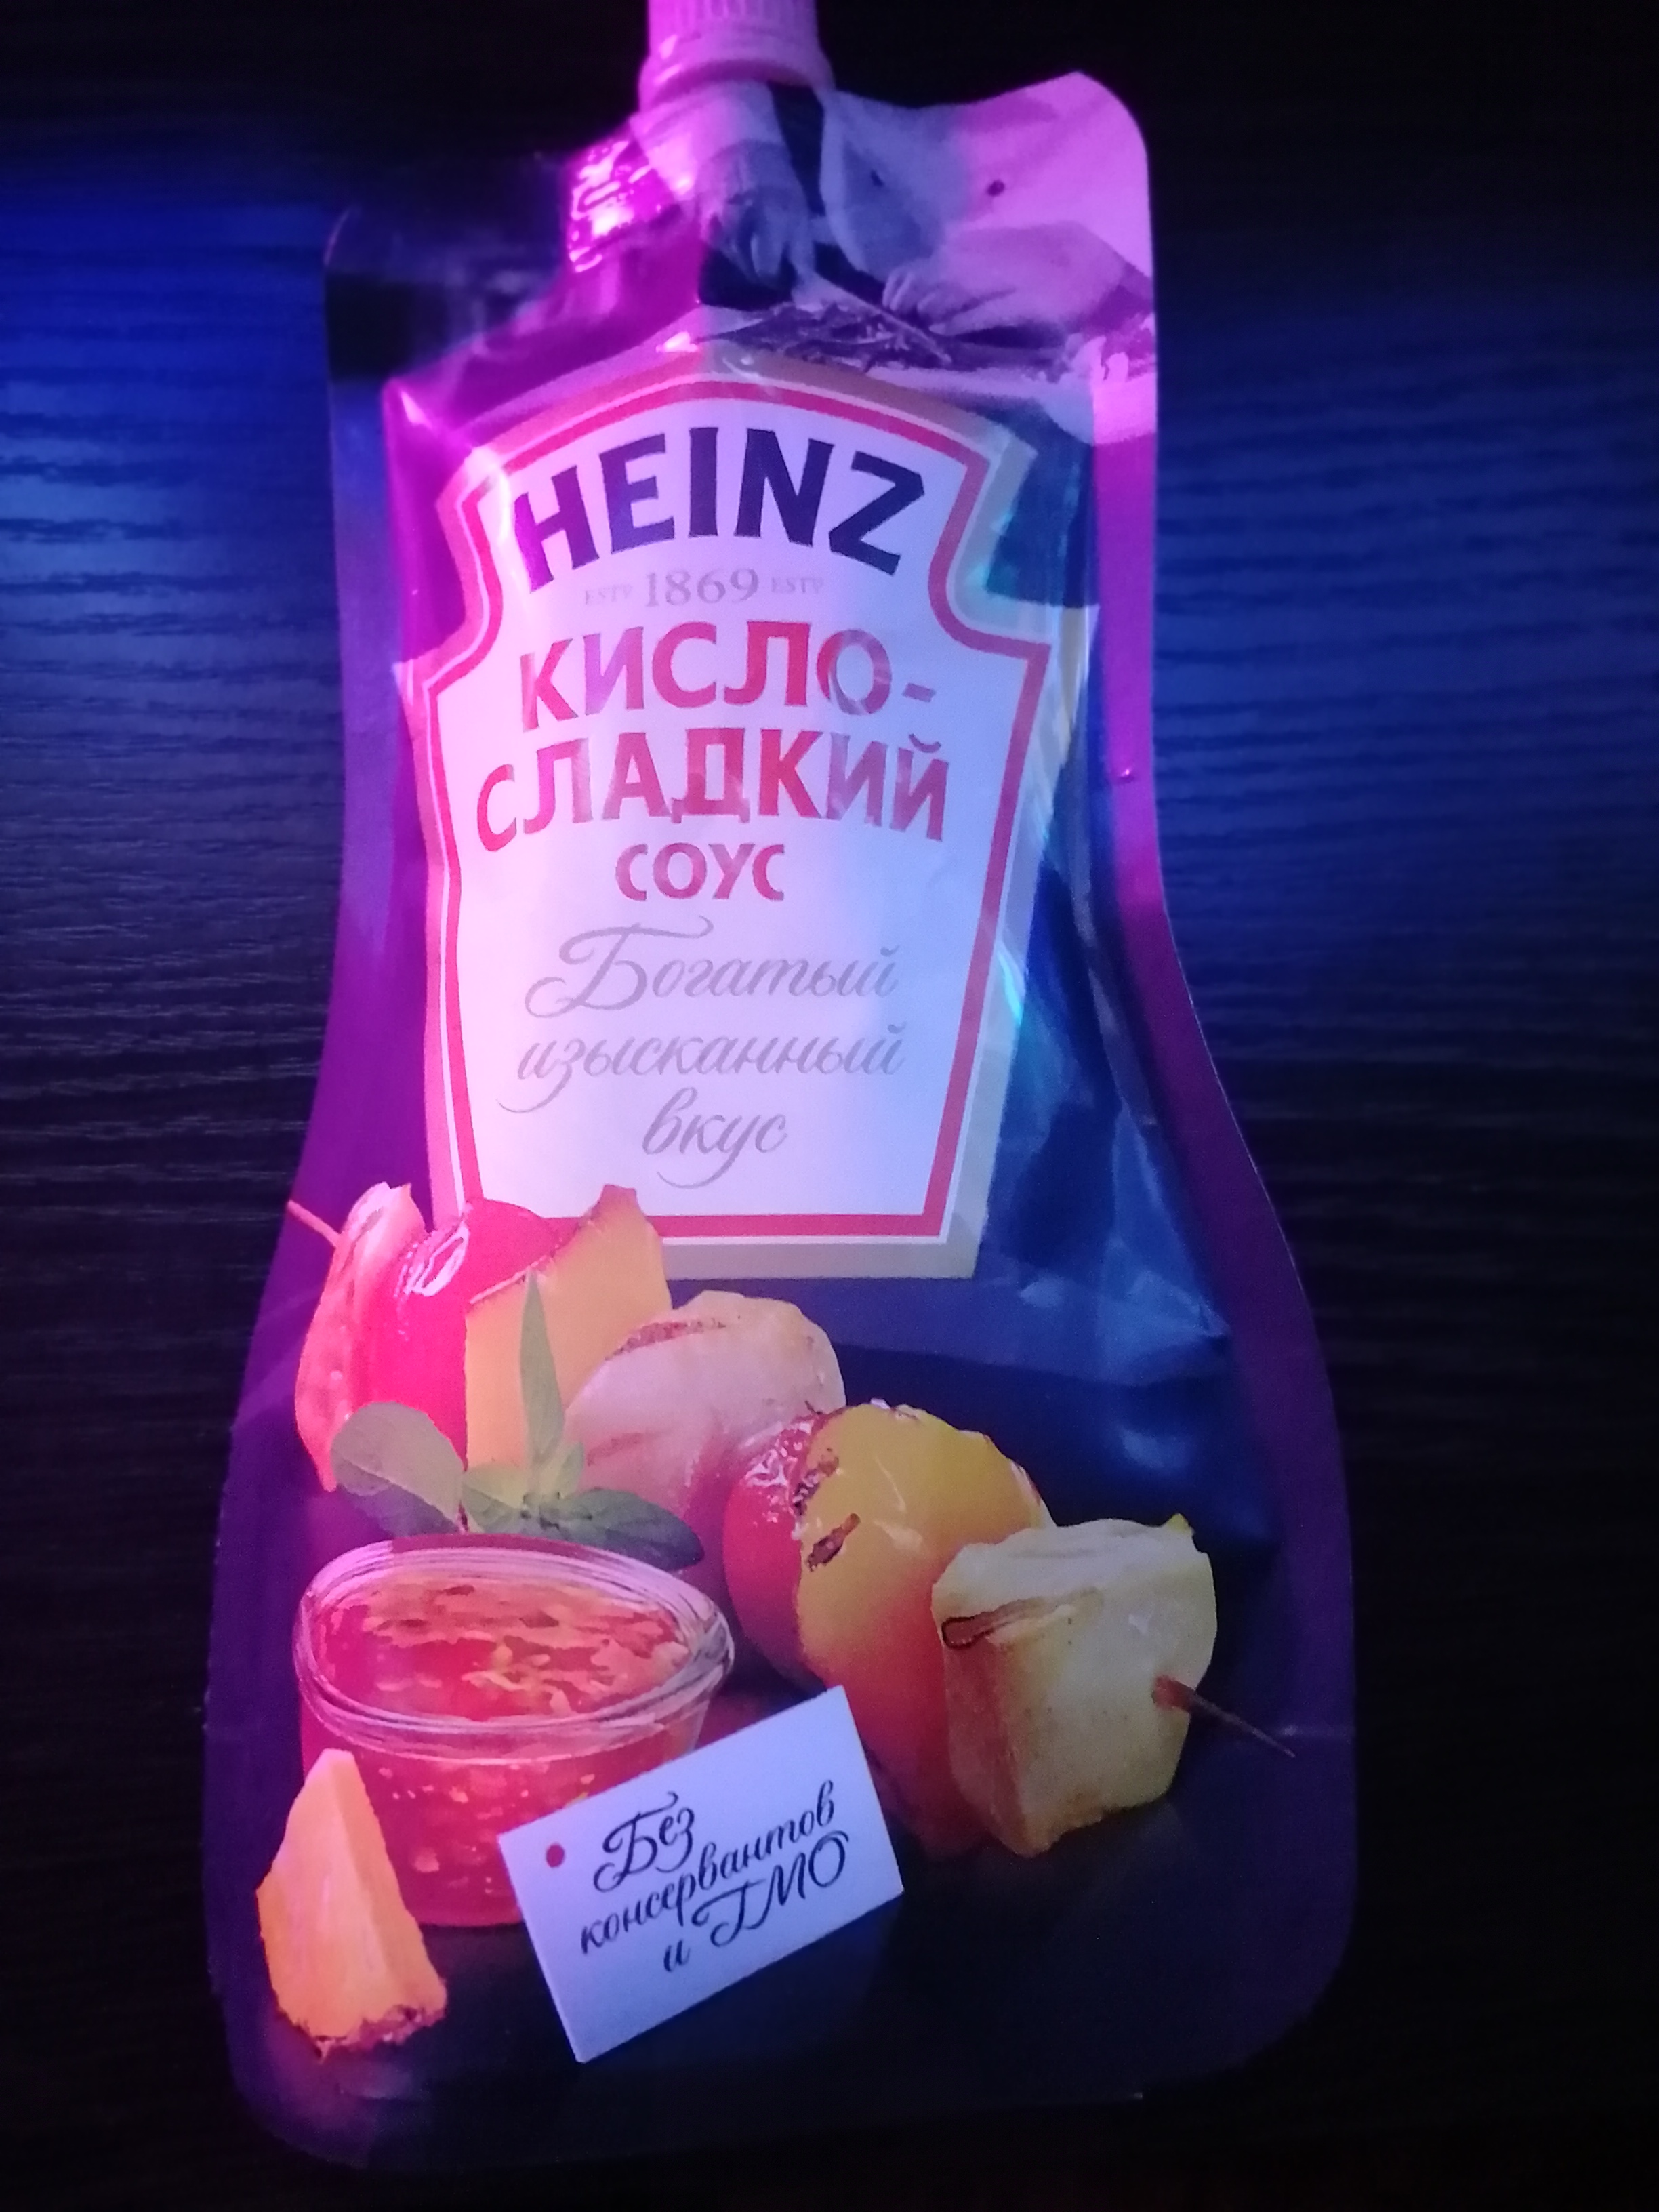 HEINZ
ESTD 1869 ESTD
КИСЛО-
СЛАДКИЙ
СОУС
Богатый
изысканный
вкус
Без
консервантов
и ГМО